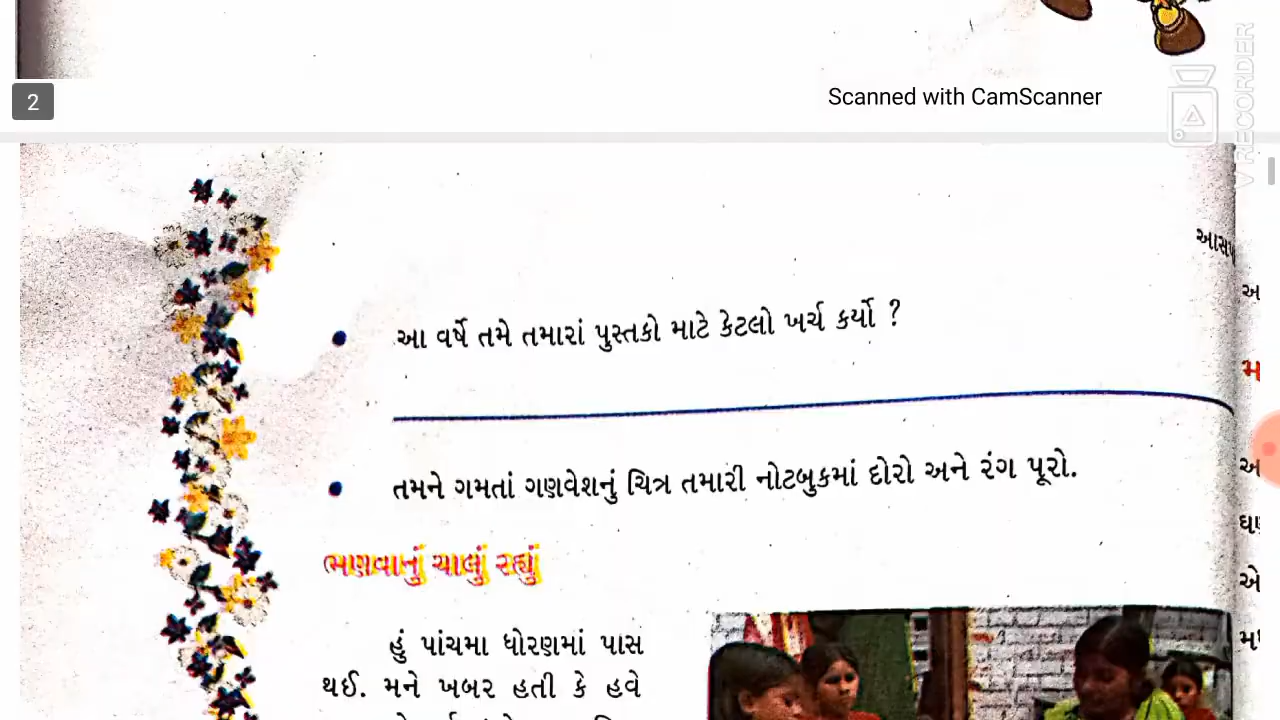 2
Scanned with CamScanner
V RECORDER
આ વર્ષે તમે તમારાં પુસ્તકો માટે કેટલો ખર્ચ કર્યો ?
તમને ગમતાં ગણવેશનું ચિત્ર તમારી નોટબુકમાં દોરો અને રંગ પૂરો.
ભણવાનું ચાલું રહ્યું
હું પાંચમા ધોરણમાં પાસ
થઈ. મને ખબર હતી કે હવે